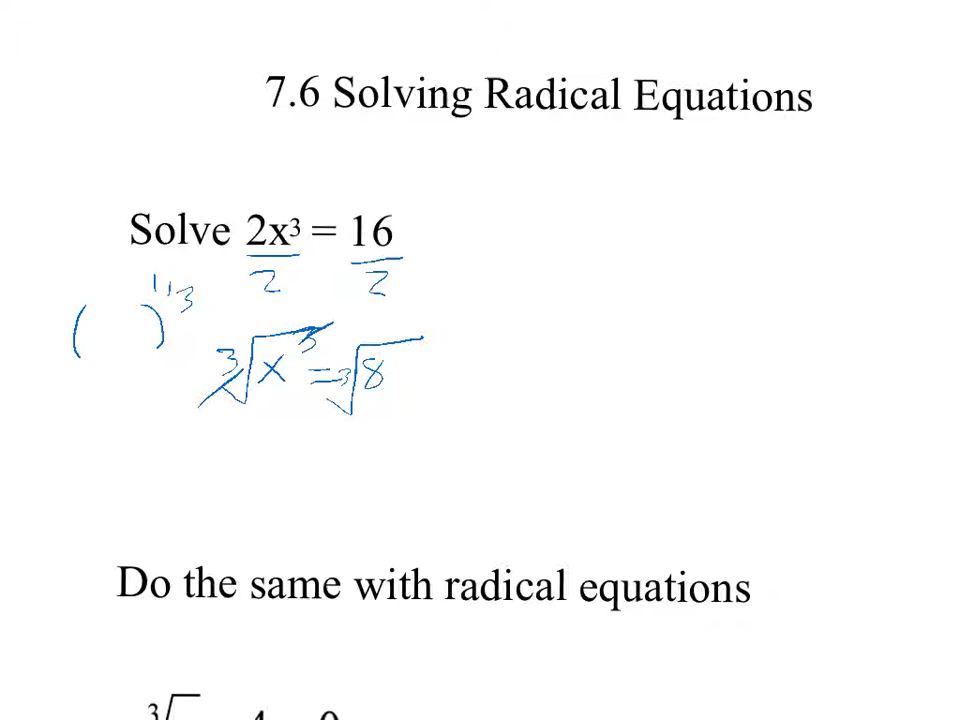 7.6 Solving Radical Equations
Solve 2x³ = 16
2 2
( )^1/3
∛x³ = ∛8
Do the same with radical equations